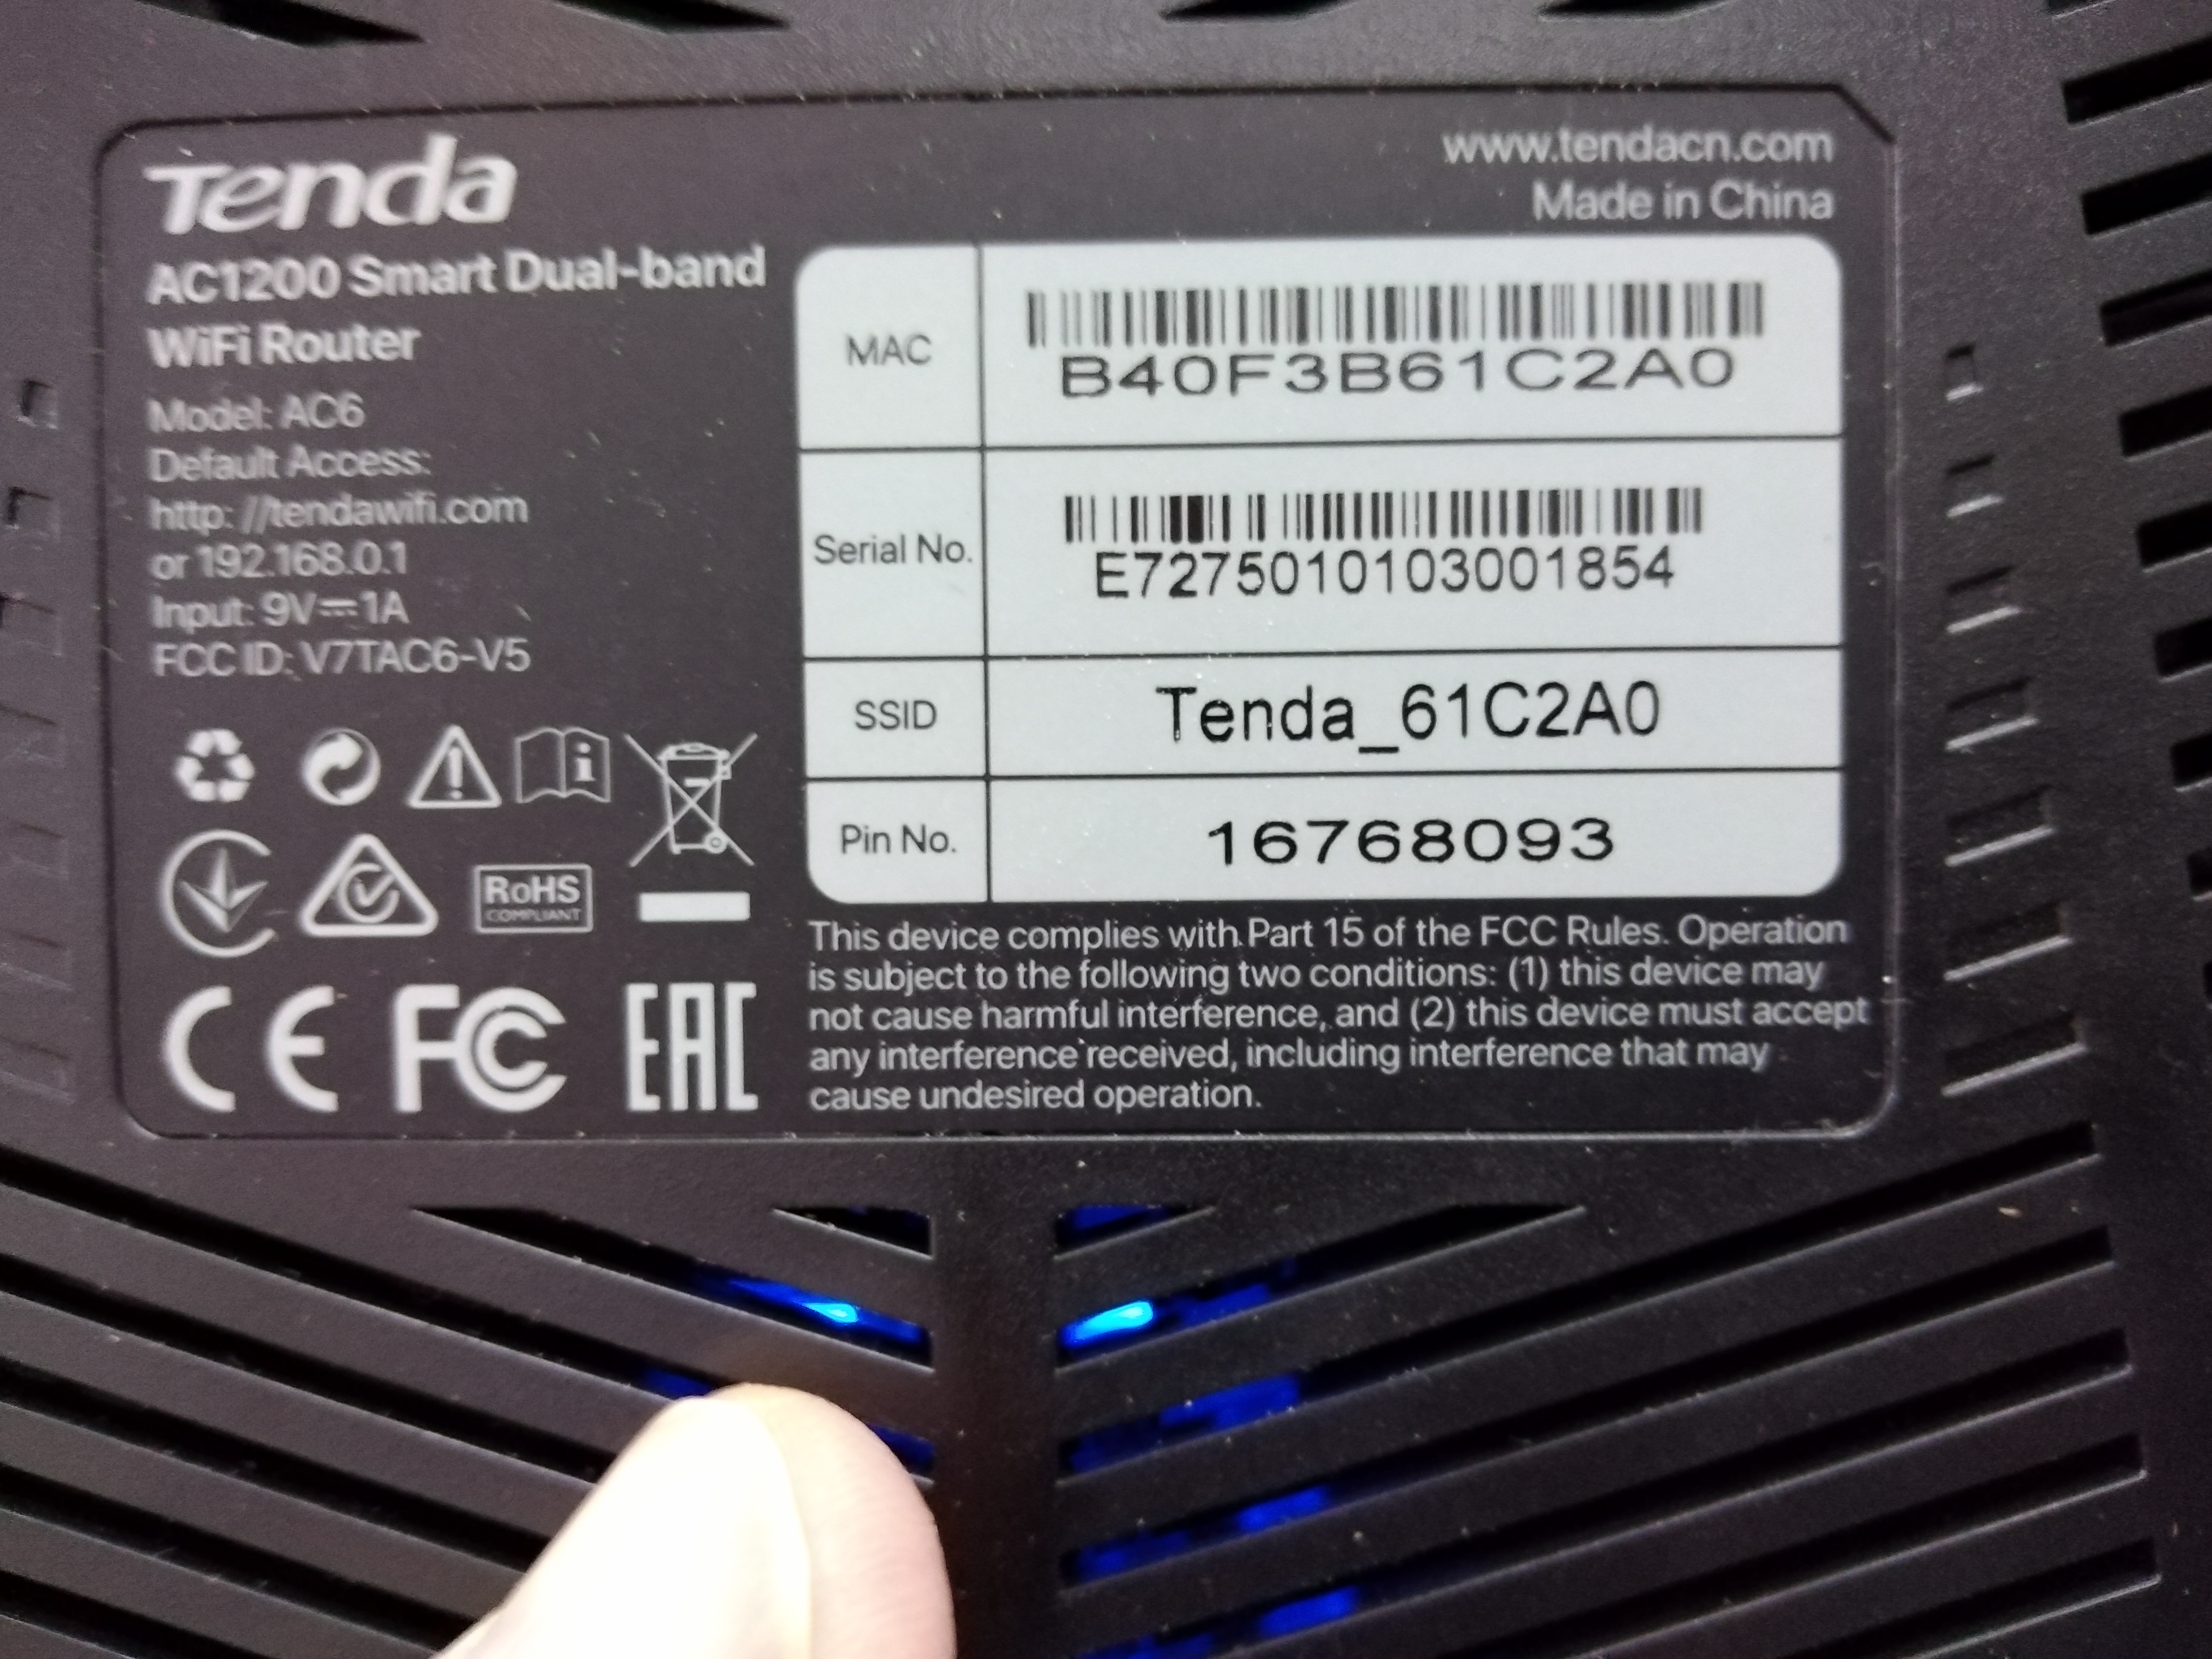 Tenda
AC1200 Smart Dual-band
WiFi Router
Model: AC6
Default Access:
http: //tendawifi.com
or 192.168.0.1
Input: 9V⎓1A
FCC ID: V7TAC6-V5
RoHS
COMPLIANT
CE FC EAC
www.tendacn.com
Made in China
MAC
B40F3B61C2A0
Serial No.
E7275010103001854
SSID
Tenda_61C2A0
Pin No.
16768093
This device complies with Part 15 of the FCC Rules. Operation
is subject to the following two conditions: (1) this device may
not cause harmful interference, and (2) this device must accept
any interference received, including interference that may
cause undesired operation.